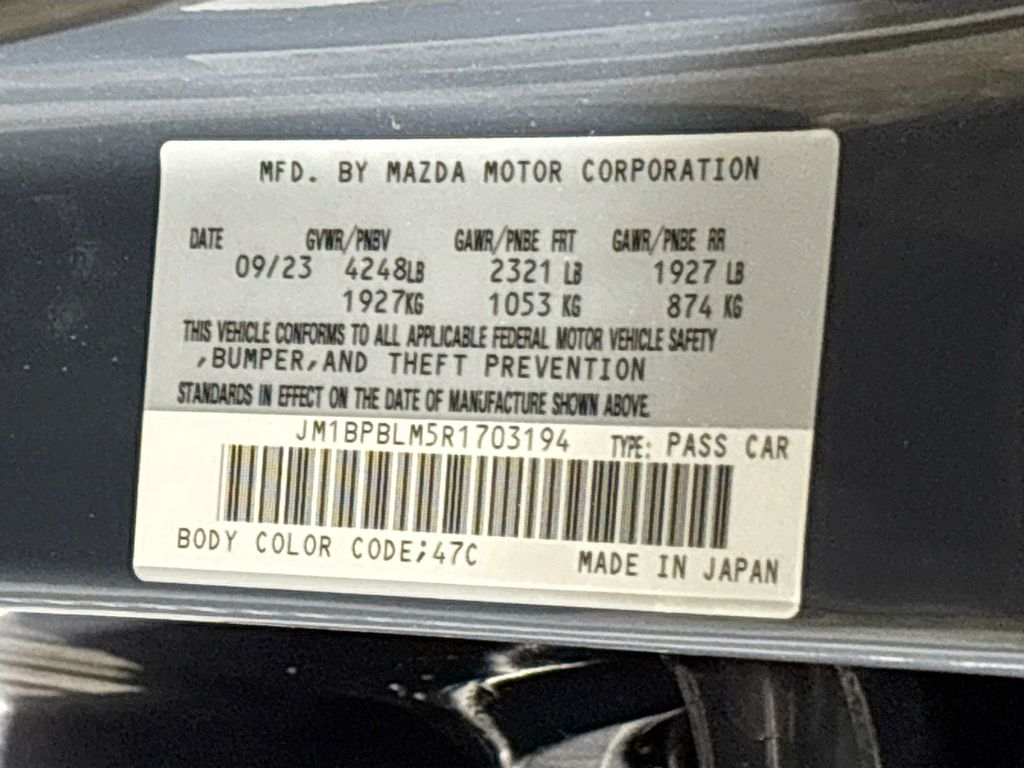 MFD. BY MAZDA MOTOR CORPORATION
DATE GVWR/PNBV GAWR/PNBE FRT GAWR/PNBE RR
09/23 4248LB 2321 LB 1927 LB
1927KG 1053 KG 874 KG
THIS VEHICLE CONFORMS TO ALL APPLICABLE FEDERAL MOTOR VEHICLE SAFETY
,BUMPER,AND THEFT PREVENTION
STANDARDS IN EFFECT ON THE DATE OF MANUFACTURE SHOWN ABOVE.
JM1BPBLM5R1703194 TYPE: PASS CAR
BODY COLOR CODE;47C MADE IN JAPAN